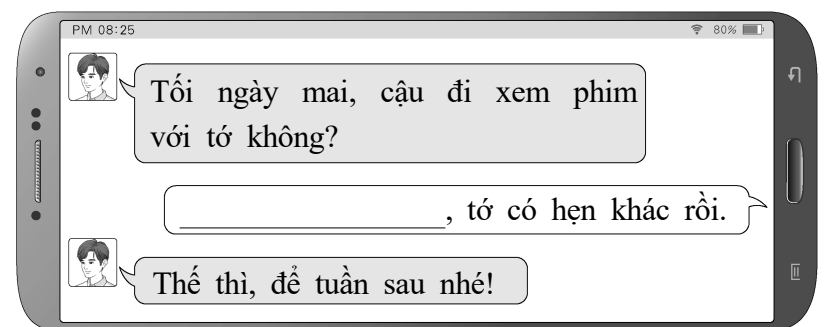 PM 08:25
80%
Tối ngày mai, cậu đi xem phim
với tớ không?
____________________, tớ có hẹn khác rồi.
Thế thì, để tuần sau nhé!